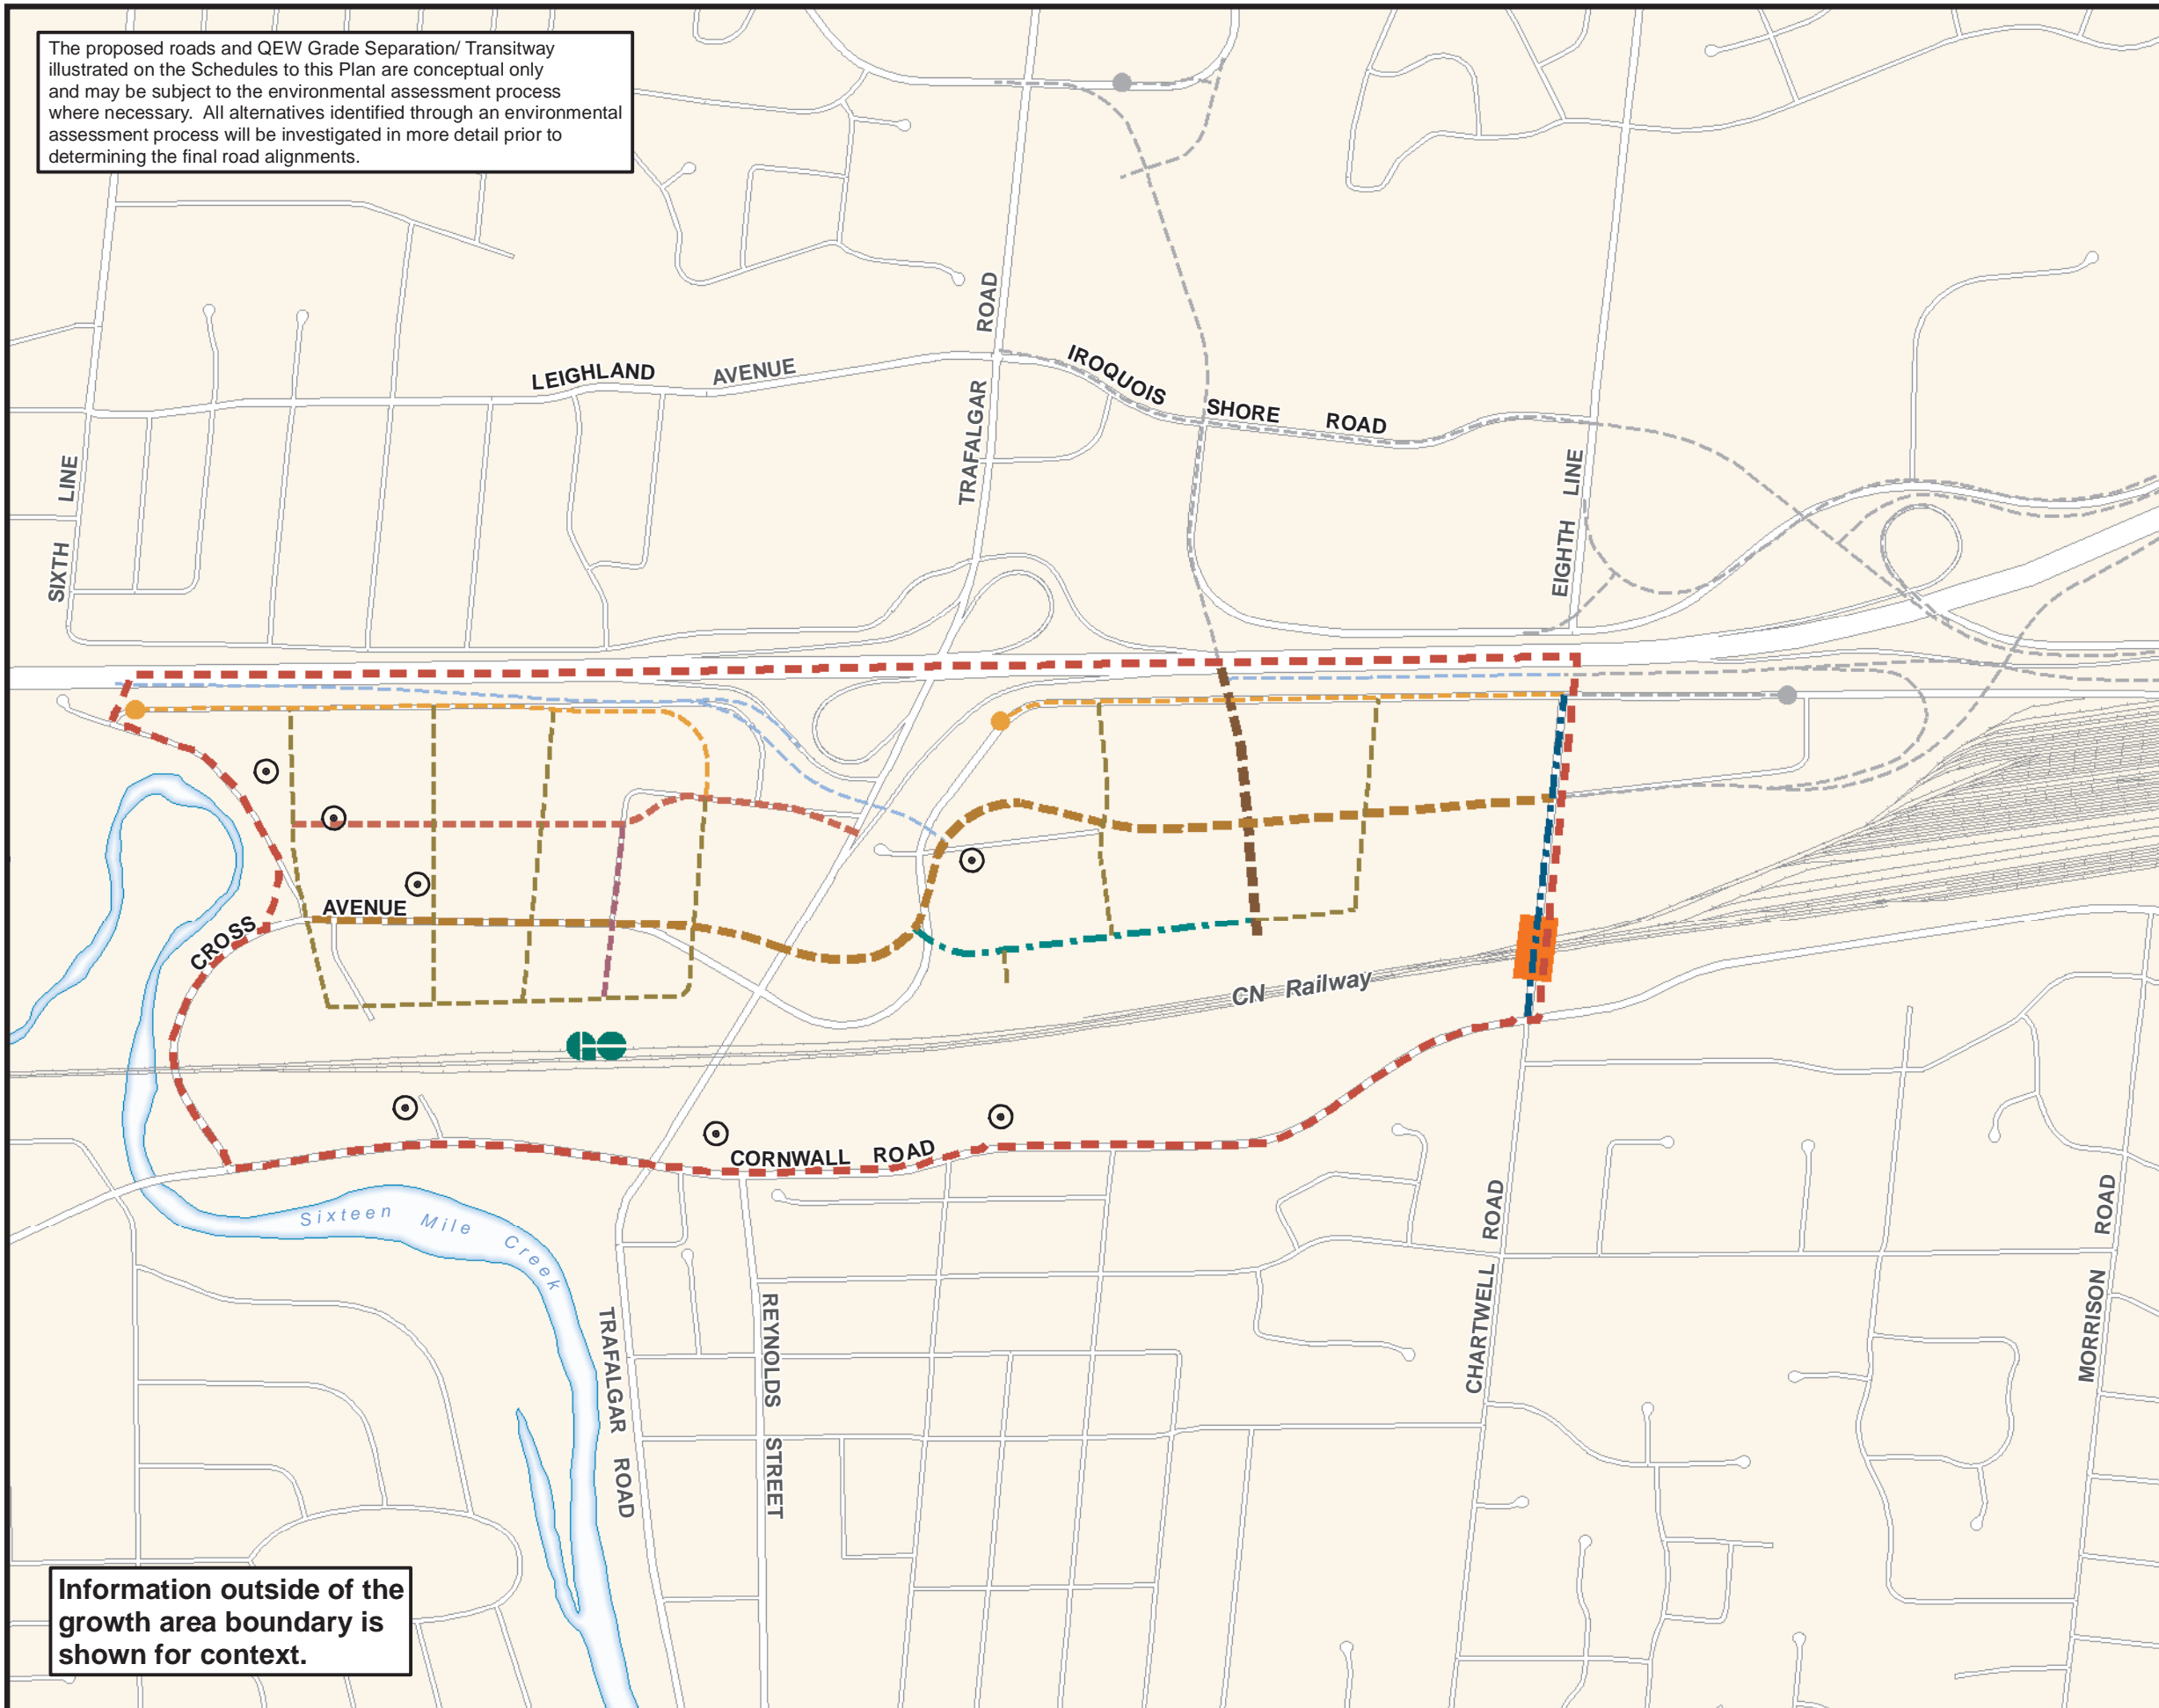 The proposed roads and QEW Grade Separation/ Transitway
illustrated on the Schedules to this Plan are conceptual only
and may be subject to the environmental assessment process
where necessary. All alternatives identified through an environmental
assessment process will be investigated in more detail prior to
determining the final road alignments.
LEIGHLAND AVENUE
IROQUOIS SHORE ROAD
TRAFALGAR ROAD
SIXTH LINE
EIGHTH LINE
CROSS AVENUE
CN Railway
CORNWALL ROAD
Sixteen Mile Creek
TRAFALGAR ROAD
REYNOLDS STREET
CHARTWELL ROAD
MORRISON ROAD
Information outside of the
growth area boundary is
shown for context.